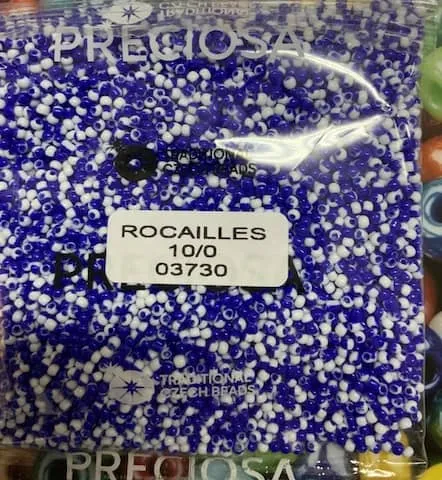 PRECIOSA
TRADITIONAL
CZECH BEADS
ROCAILLES
10/0
03730
PRECIOSA
TRADITIONAL
CZECH BEADS
PRECIOSA